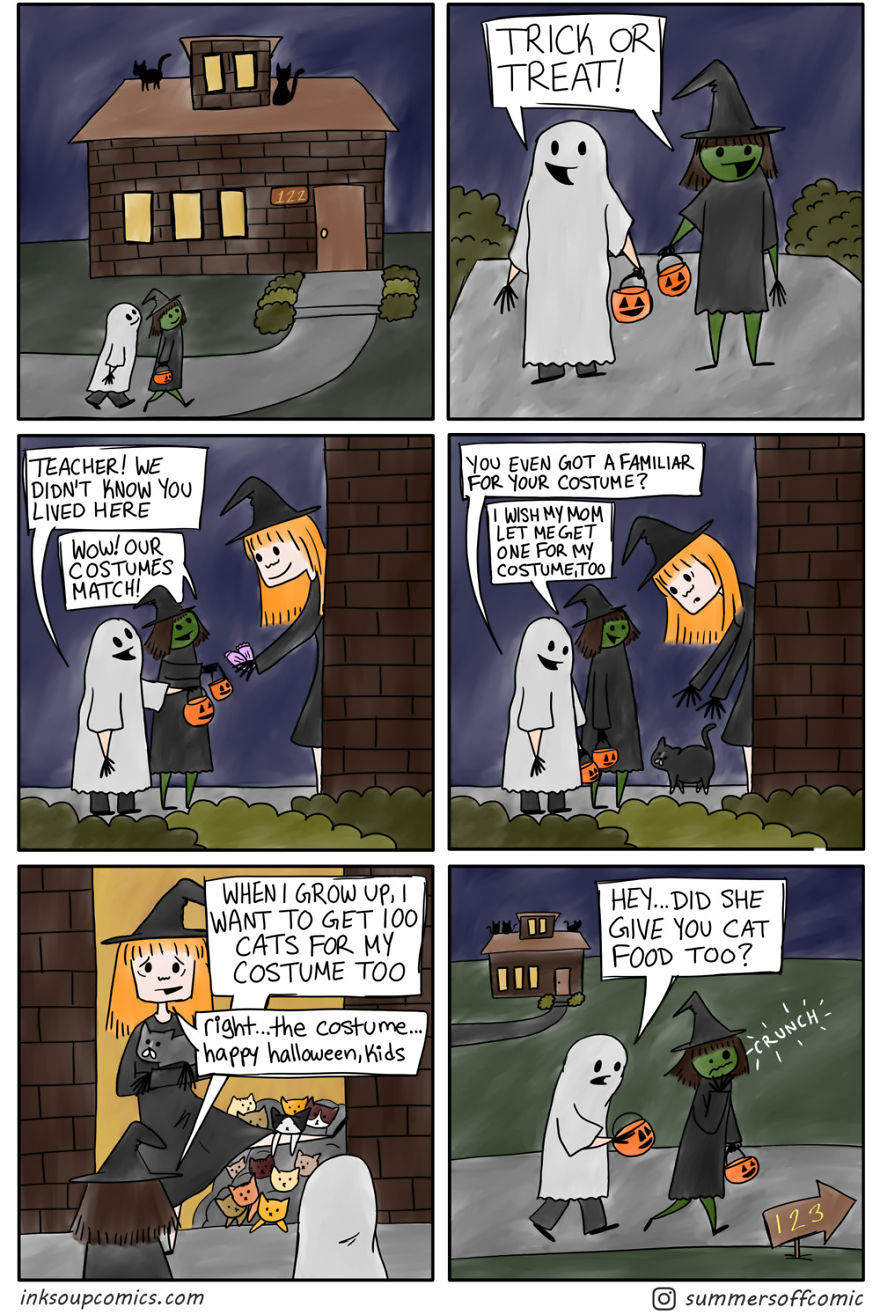 122
TRICK OR
TREAT!
TEACHER! WE
DIDN'T KNOW YOU
LIVED HERE
WOW! OUR
COSTUMES
MATCH!
YOU EVEN GOT A FAMILIAR
FOR YOUR COSTUME?
I WISH MY MOM
LET ME GET
ONE FOR MY
COSTUME, TOO
WHEN I GROW UP, I
WANT TO GET 100
CATS FOR MY
COSTUME TOO
right...the costume...
happy halloween, kids
HEY...DID SHE
GIVE YOU CAT
FOOD TOO?
CRUNCH
123
inksoupcomics.com
summersoffcomic